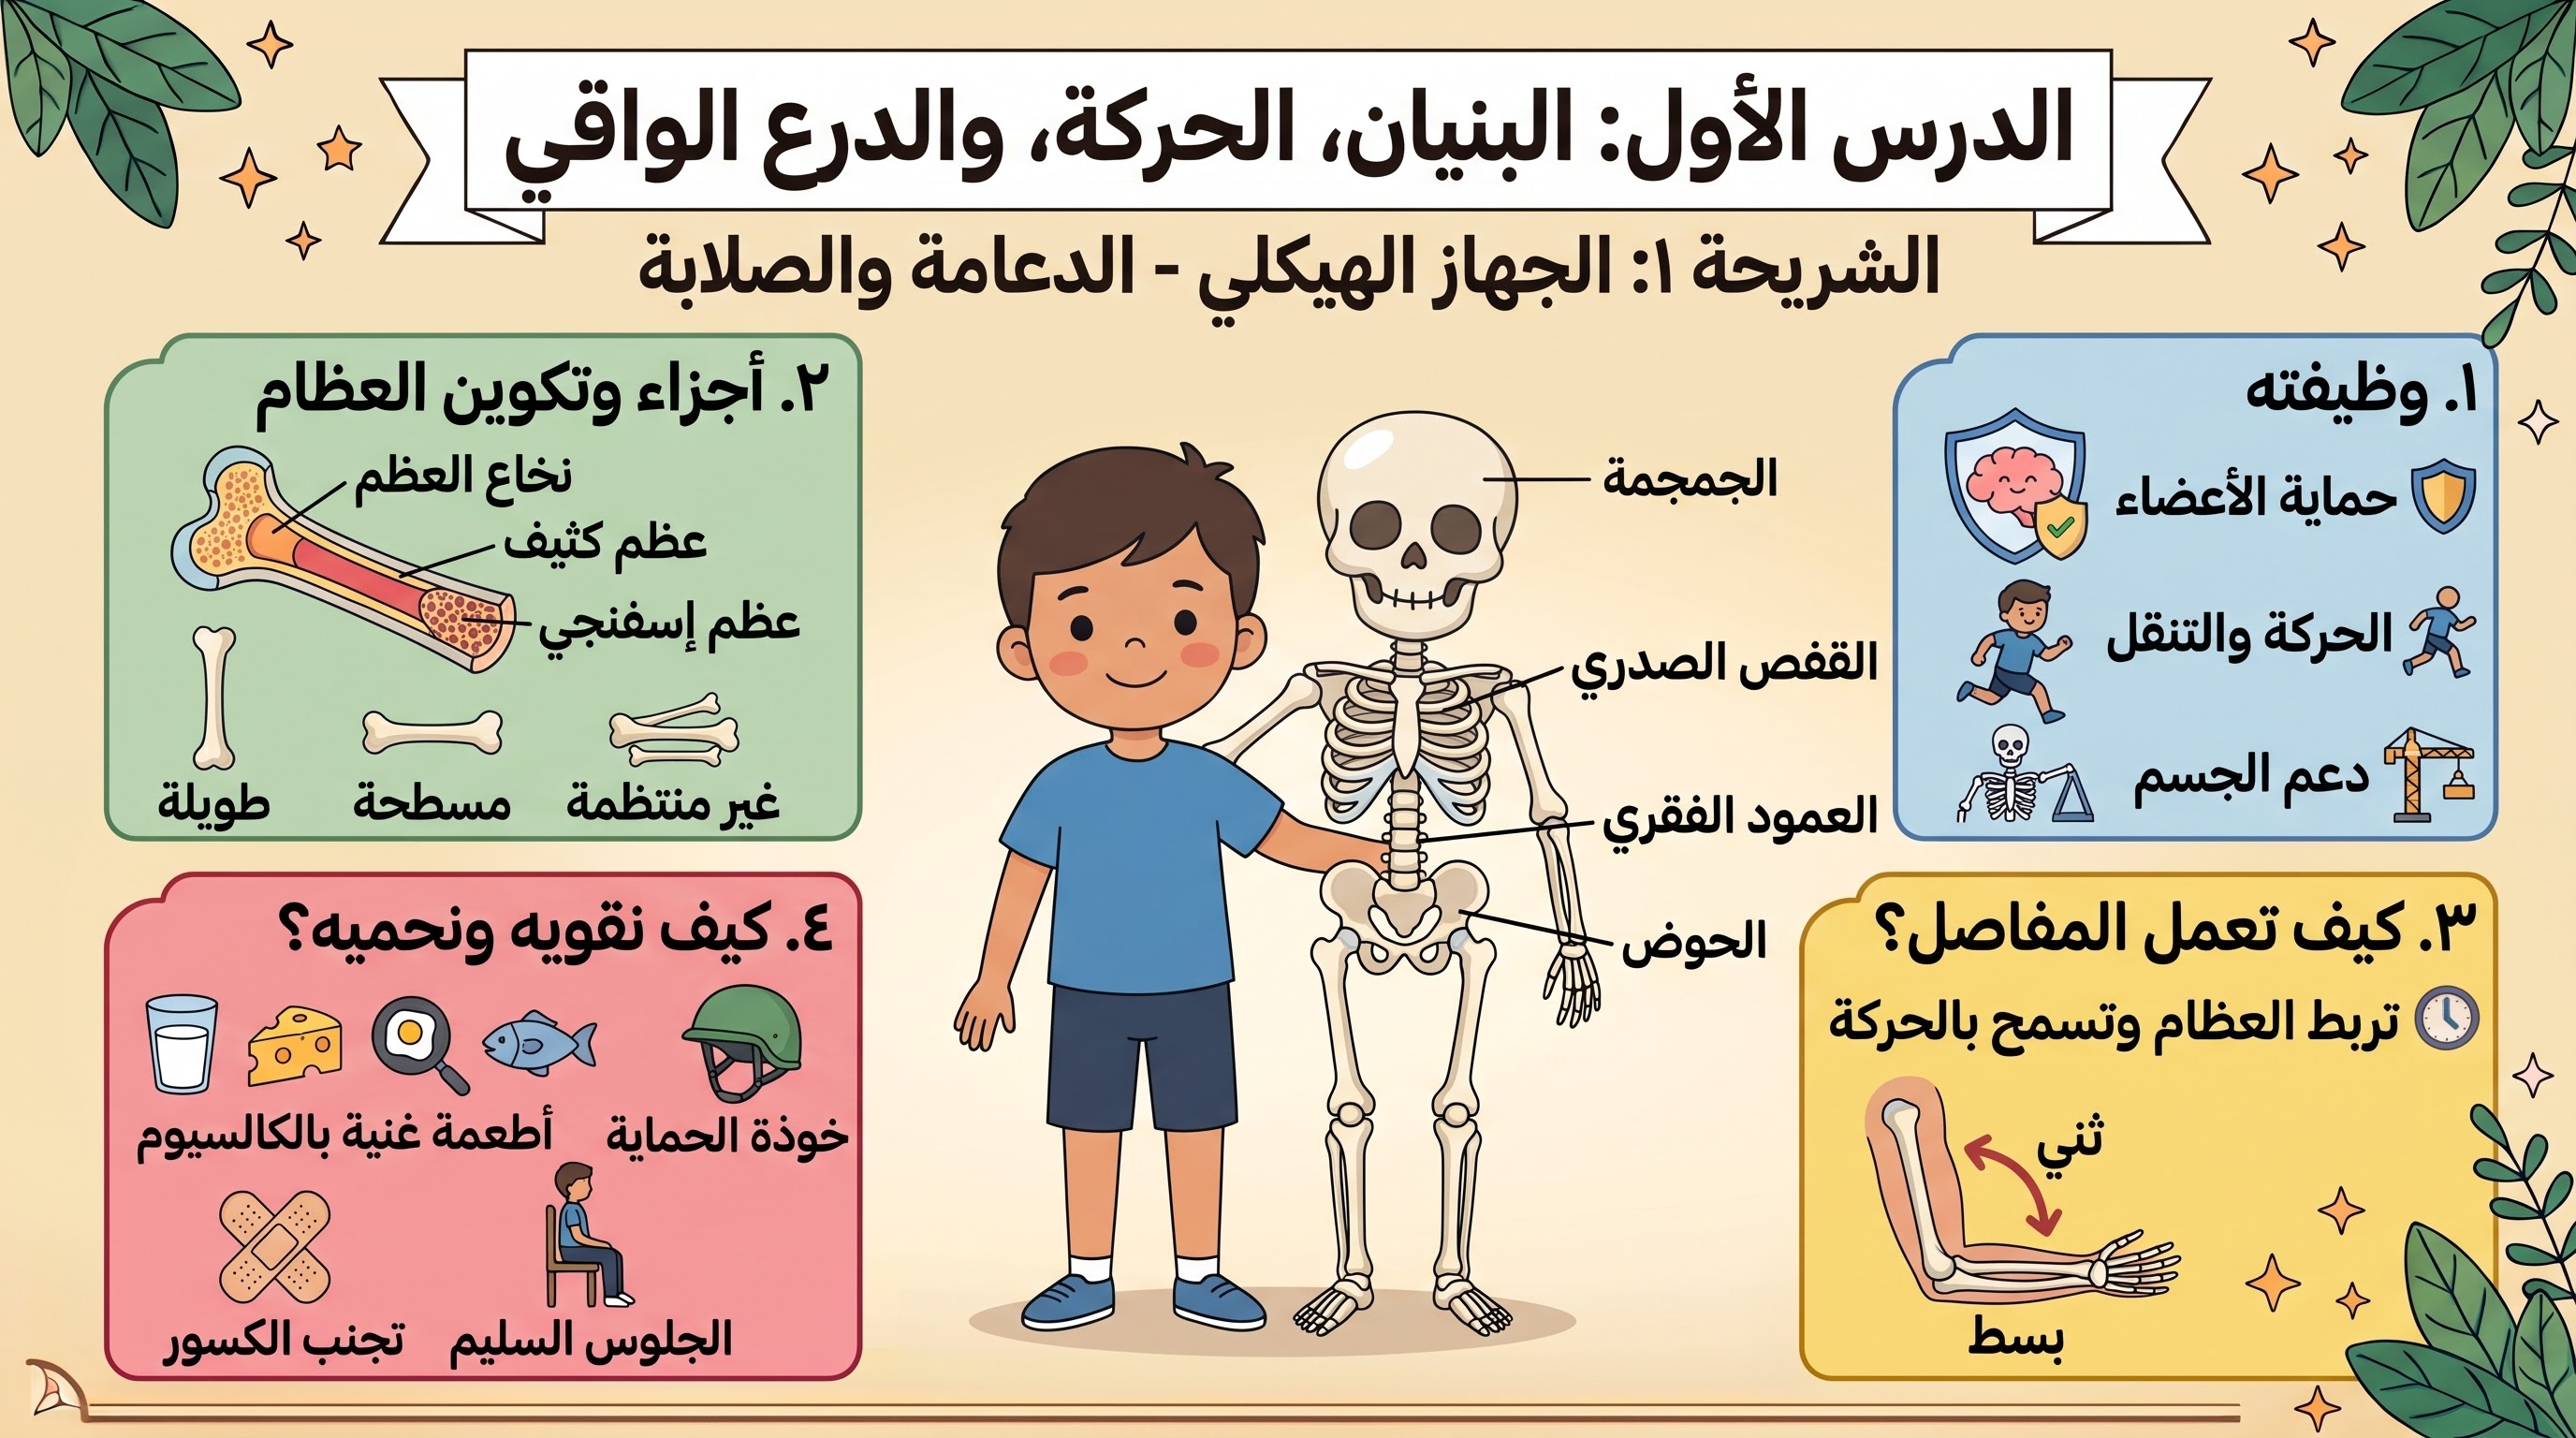 الدرس الأول: البنيان، الحركة، والدرع الواقي
الشريحة ١: الجهاز الهيكلي - الدعامة والصلابة
١. وظيفته
حماية الأعضاء
الحركة والتنقل
دعم الجسم
الجمجمة
القفص الصدري
العمود الفقري
الحوض
٢. أجزاء وتكوين العظام
نخاع العظم
عظم كثيف
عظم إسفنجي
غير منتظمة
مسطحة
طويلة
٣. كيف تعمل المفاصل؟
تربط العظام وتسمح بالحركة
ثني
بسط
٤. كيف نقويه ونحميه؟
خوذة الحماية
أطعمة غنية بالكالسيوم
الجلوس السليم
تجنب الكسور